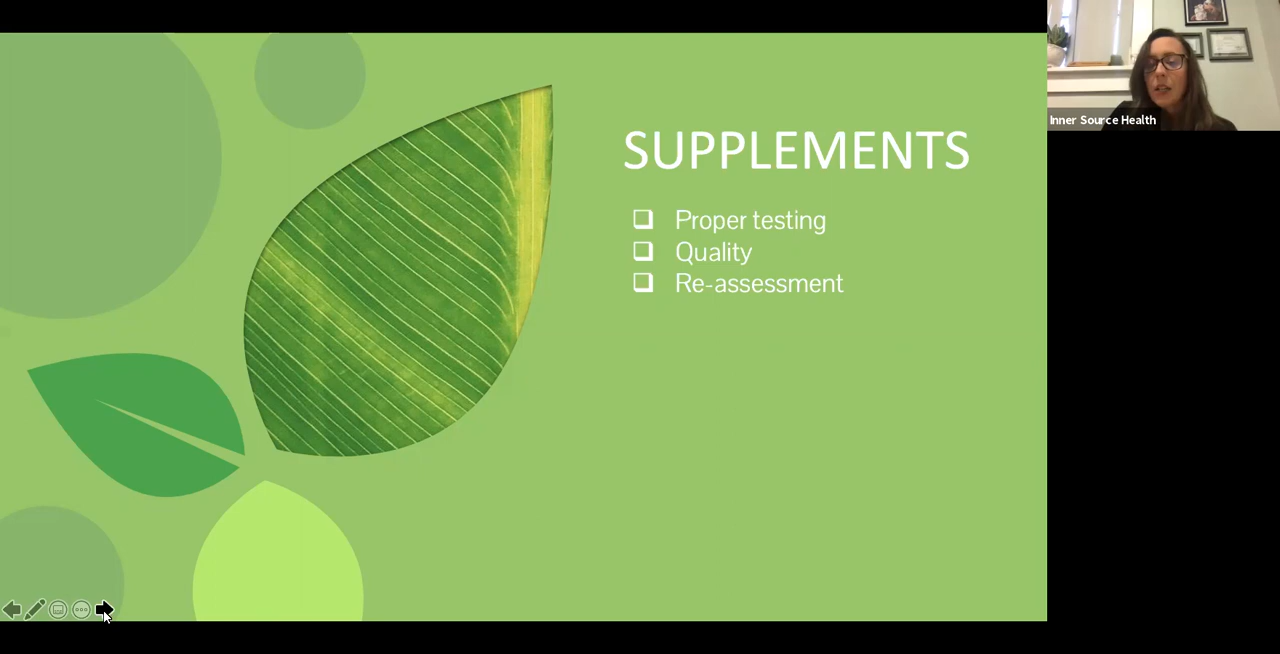 SUPPLEMENTS
Proper testing
Quality
Re-assessment
Inner Source Health